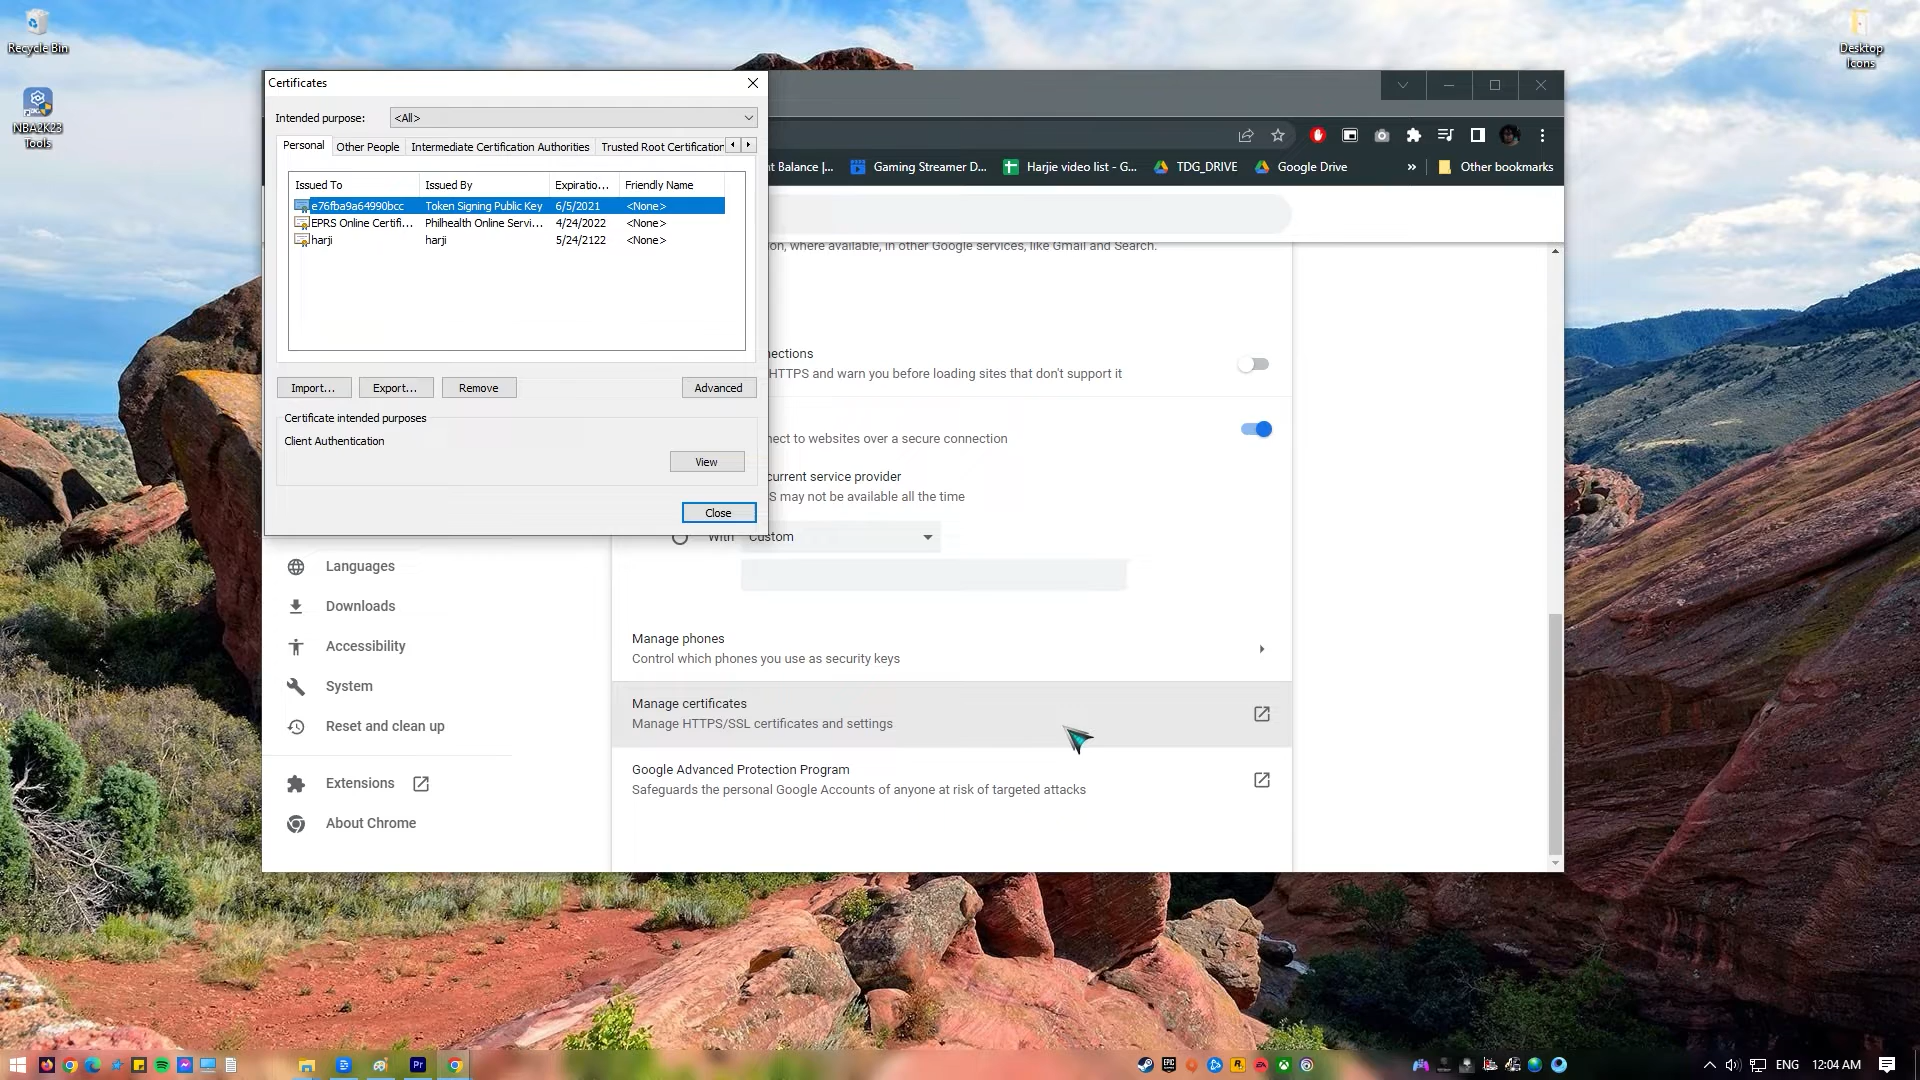 Recycle Bin
NBA2K23
Tools
Desktop
Icons
Certificates
Intended purpose:
<All>
Personal
Other People
Intermediate Certification Authorities
Trusted Root Certification
Issued To
Issued By
Expiratio...
Friendly Name
e76fba9a64990bcc
Token Signing Public Key
6/5/2021
<None>
EPRS Online Certifi...
Philhealth Online Servi...
4/24/2022
<None>
harji
harji
5/24/2122
<None>
Import...
Export...
Remove
Advanced
Certificate intended purposes
Client Authentication
View
Close
nt Balance |...
Gaming Streamer D...
Harjie video list - G...
TDG_DRIVE
Google Drive
»
Other bookmarks
on, where available, in other Google services, like Gmail and Search.
nections
HTTPS and warn you before loading sites that don't support it
nect to websites over a secure connection
current service provider
S may not be available all the time
With
Custom
Languages
Downloads
Accessibility
System
Reset and clean up
Extensions
About Chrome
Manage phones
Control which phones you use as security keys
Manage certificates
Manage HTTPS/SSL certificates and settings
Google Advanced Protection Program
Safeguards the personal Google Accounts of anyone at risk of targeted attacks
Pr
EPIC
R
EA
ENG
12:04 AM